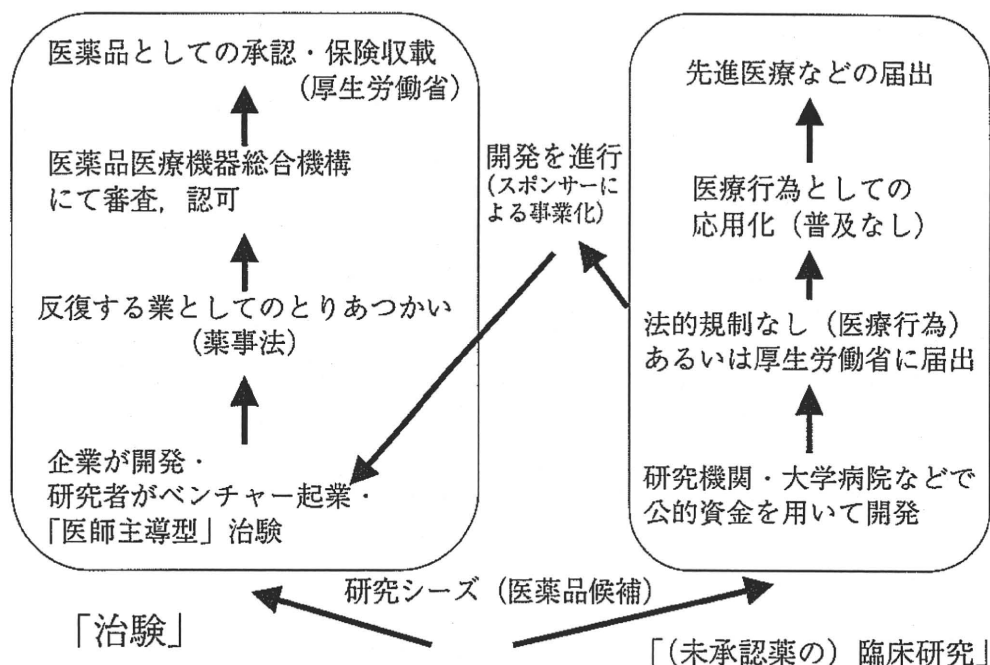 医薬品としての承認・保険収載
(厚生労働省)
医薬品医療機器総合機構
にて審査,認可
反復する業としてのとりあつかい
(薬事法)
企業が開発・
研究者がベンチャー起業・
「医師主導型」治験
「治験」
開発を進行
(スポンサーに
よる事業化)
先進医療などの届出
医療行為としての
応用化(普及なし)
法的規制なし(医療行為)
あるいは厚生労働省に届出
研究機関・大学病院などで
公的資金を用いて開発
研究シーズ(医薬品候補)
「(未承認薬の)臨床研究」